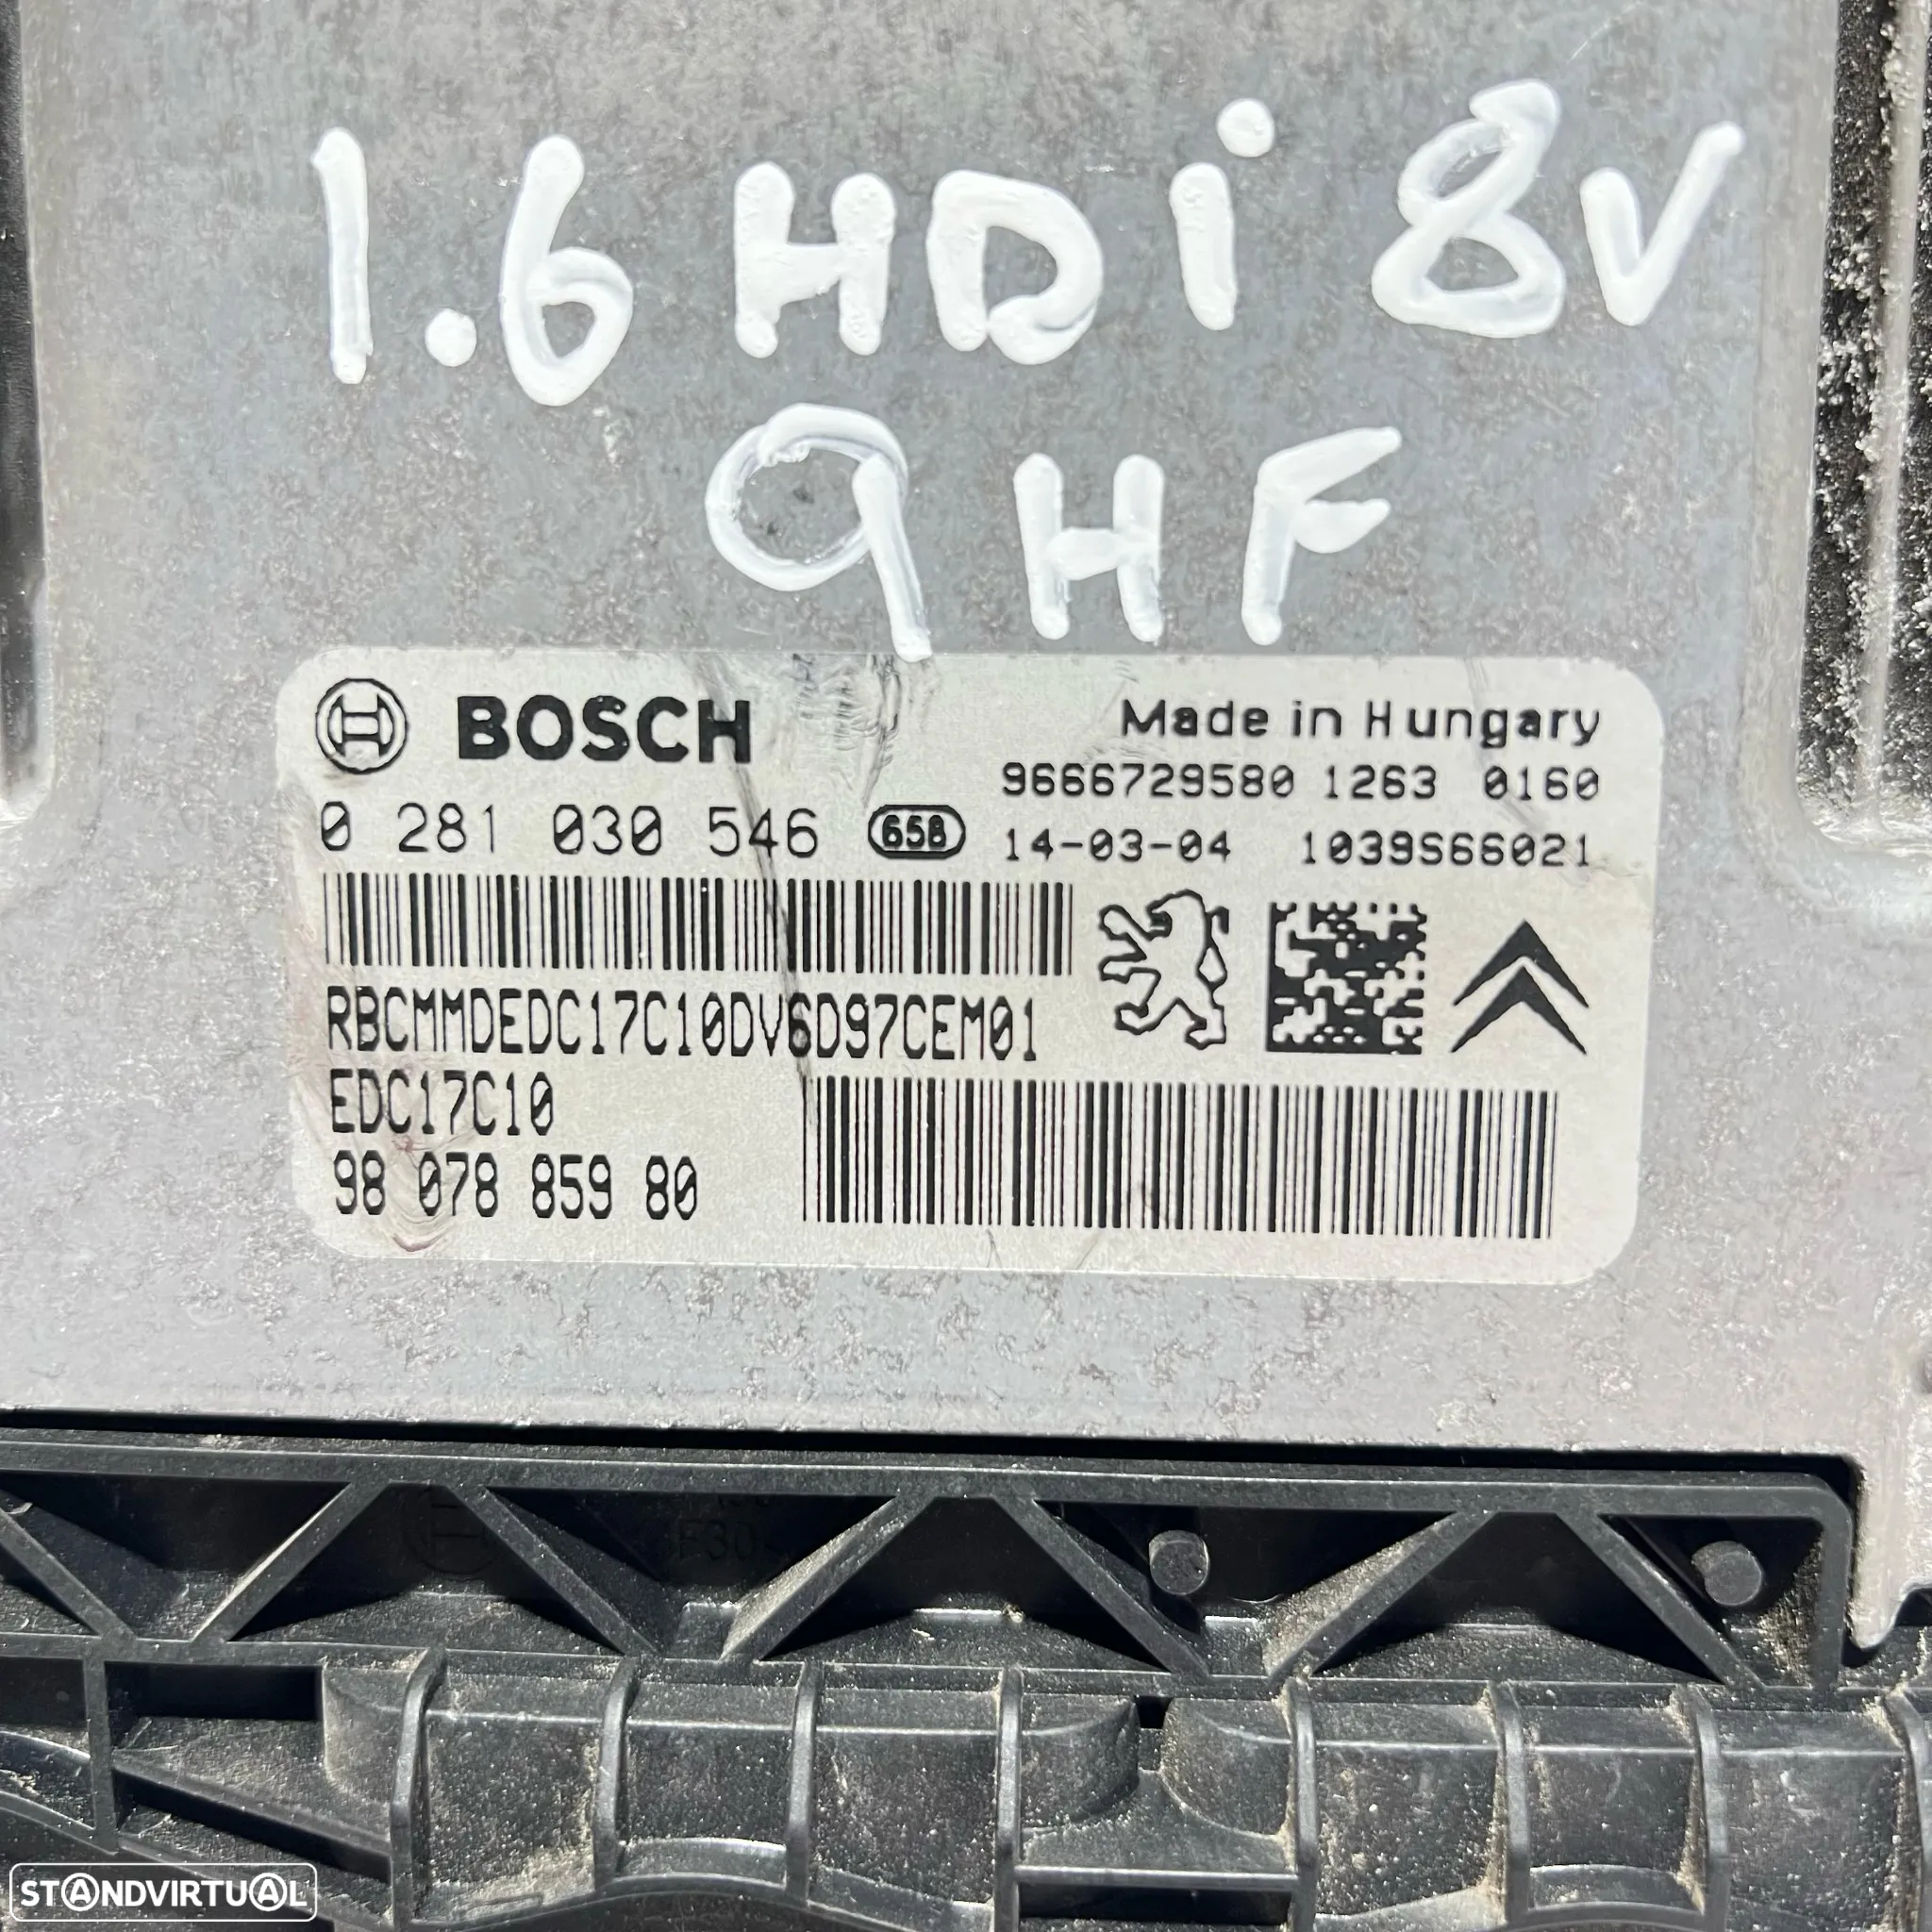 1.6 HDi 8V
9HF
BOSCH
Made in Hungary
9666729580 1263 0160
0 281 030 546 658
14-03-04 1039S66021
RBCMMDEDC17C10DV6D97CEM01
EDC17C10
98 078 859 80
STANDVIRTUAL